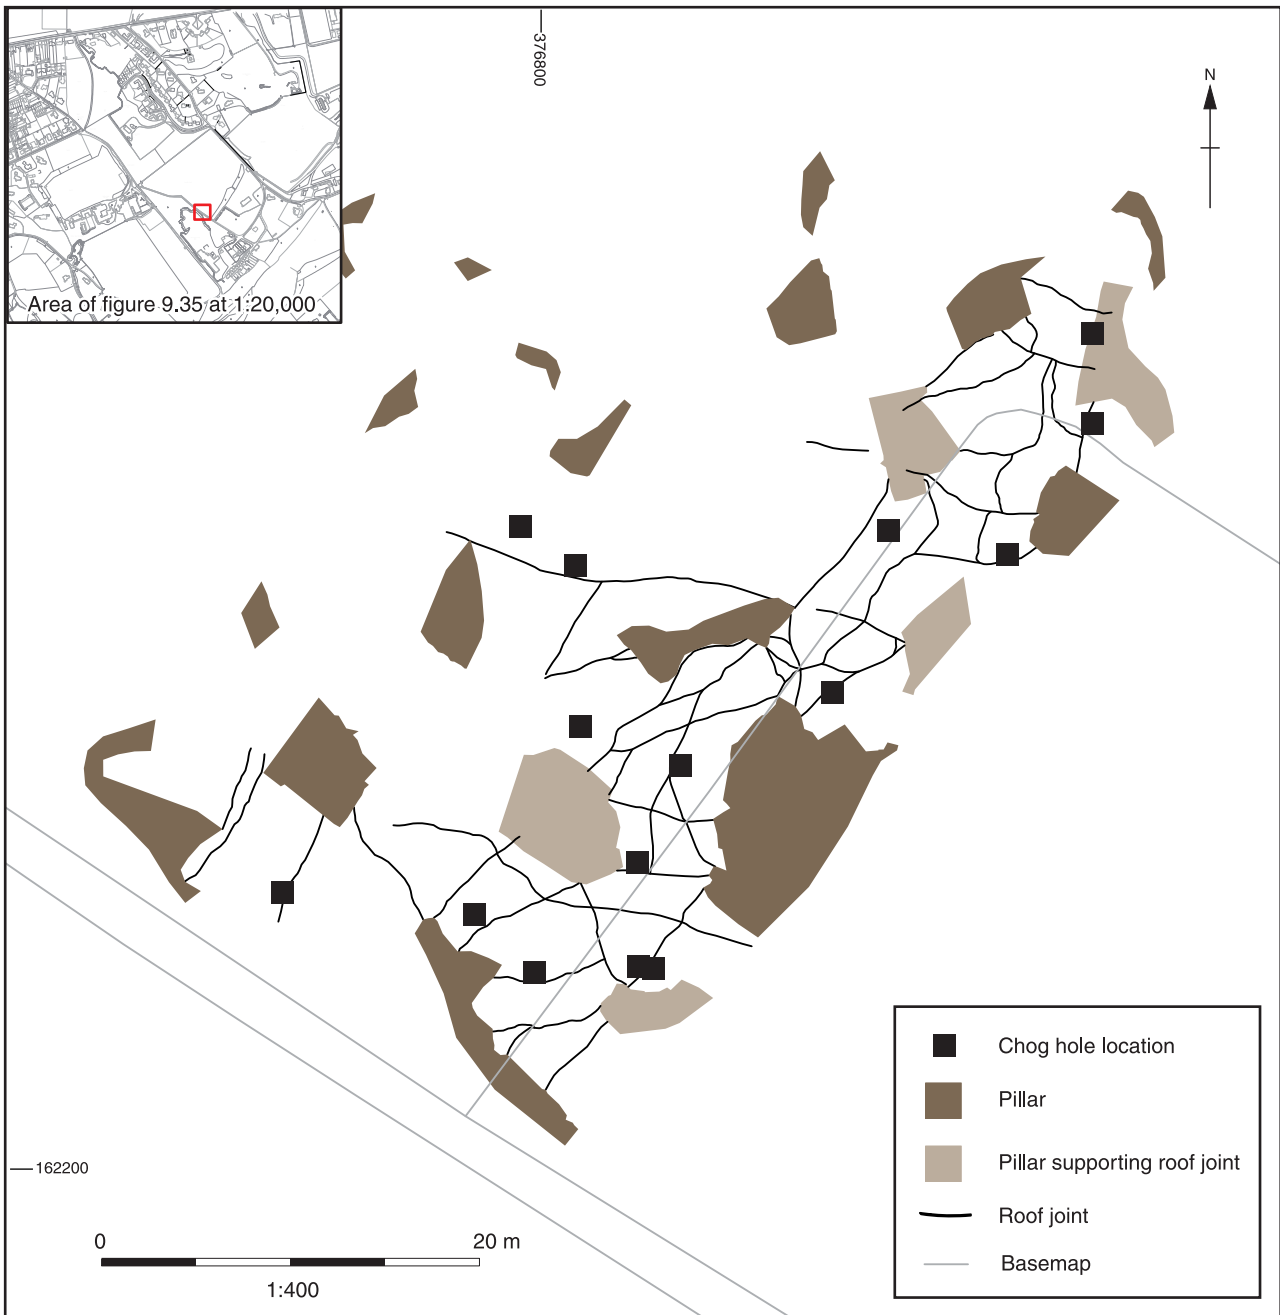 376800
N
Area of figure 9.35 at 1:20,000
Chog hole location
Pillar
Pillar supporting roof joint
Roof joint
Basemap
162200
0 20 m
1:400